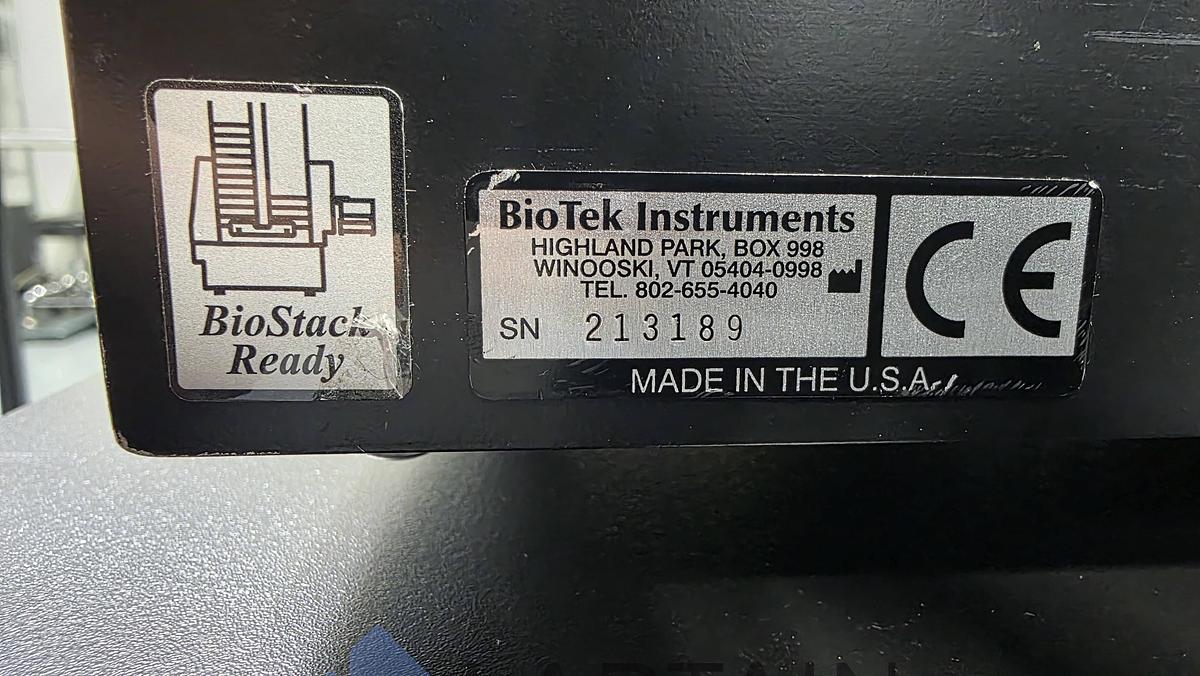 BioStack
Ready
BioTek Instruments
HIGHLAND PARK, BOX 998
WINOOSKI, VT 05404-0998
TEL. 802-655-4040
SN 213189
CE
MADE IN THE U.S.A.